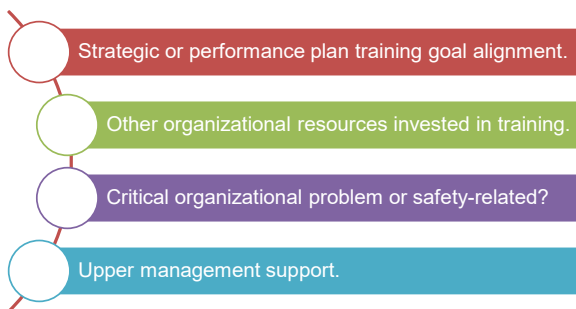 Strategic or performance plan training goal alignment.
Other organizational resources invested in training.
Critical organizational problem or safety-related?
Upper management support.